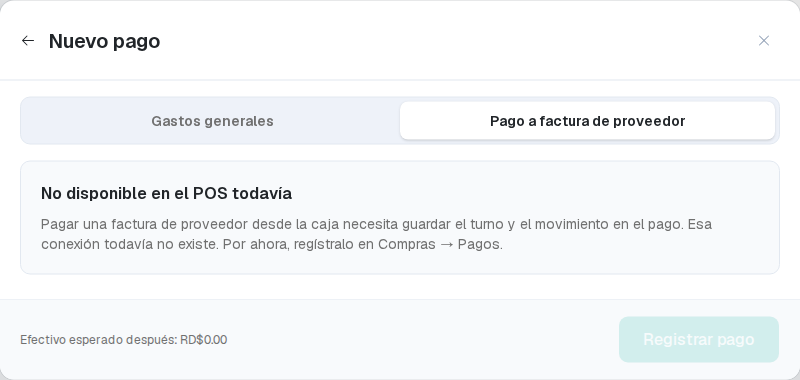 ← Nuevo pago
Gastos generales
Pago a factura de proveedor
No disponible en el POS todavía
Pagar una factura de proveedor desde la caja necesita guardar el turno y el movimiento en el pago. Esa
conexión todavía no existe. Por ahora, regístralo en Compras → Pagos.
Efectivo esperado después: RD$0.00
Registrar pago